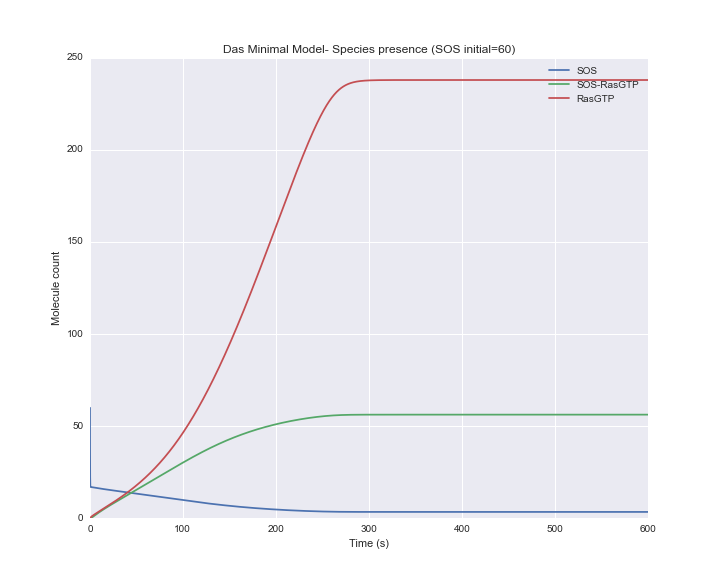 Das Minimal Model- Species presence (SOS initial=60)
250
200
150
100
50
0
Molecule count
SOS
SOS-RasGTP
RasGTP
0 100 200 300 400 500 600
Time (s)